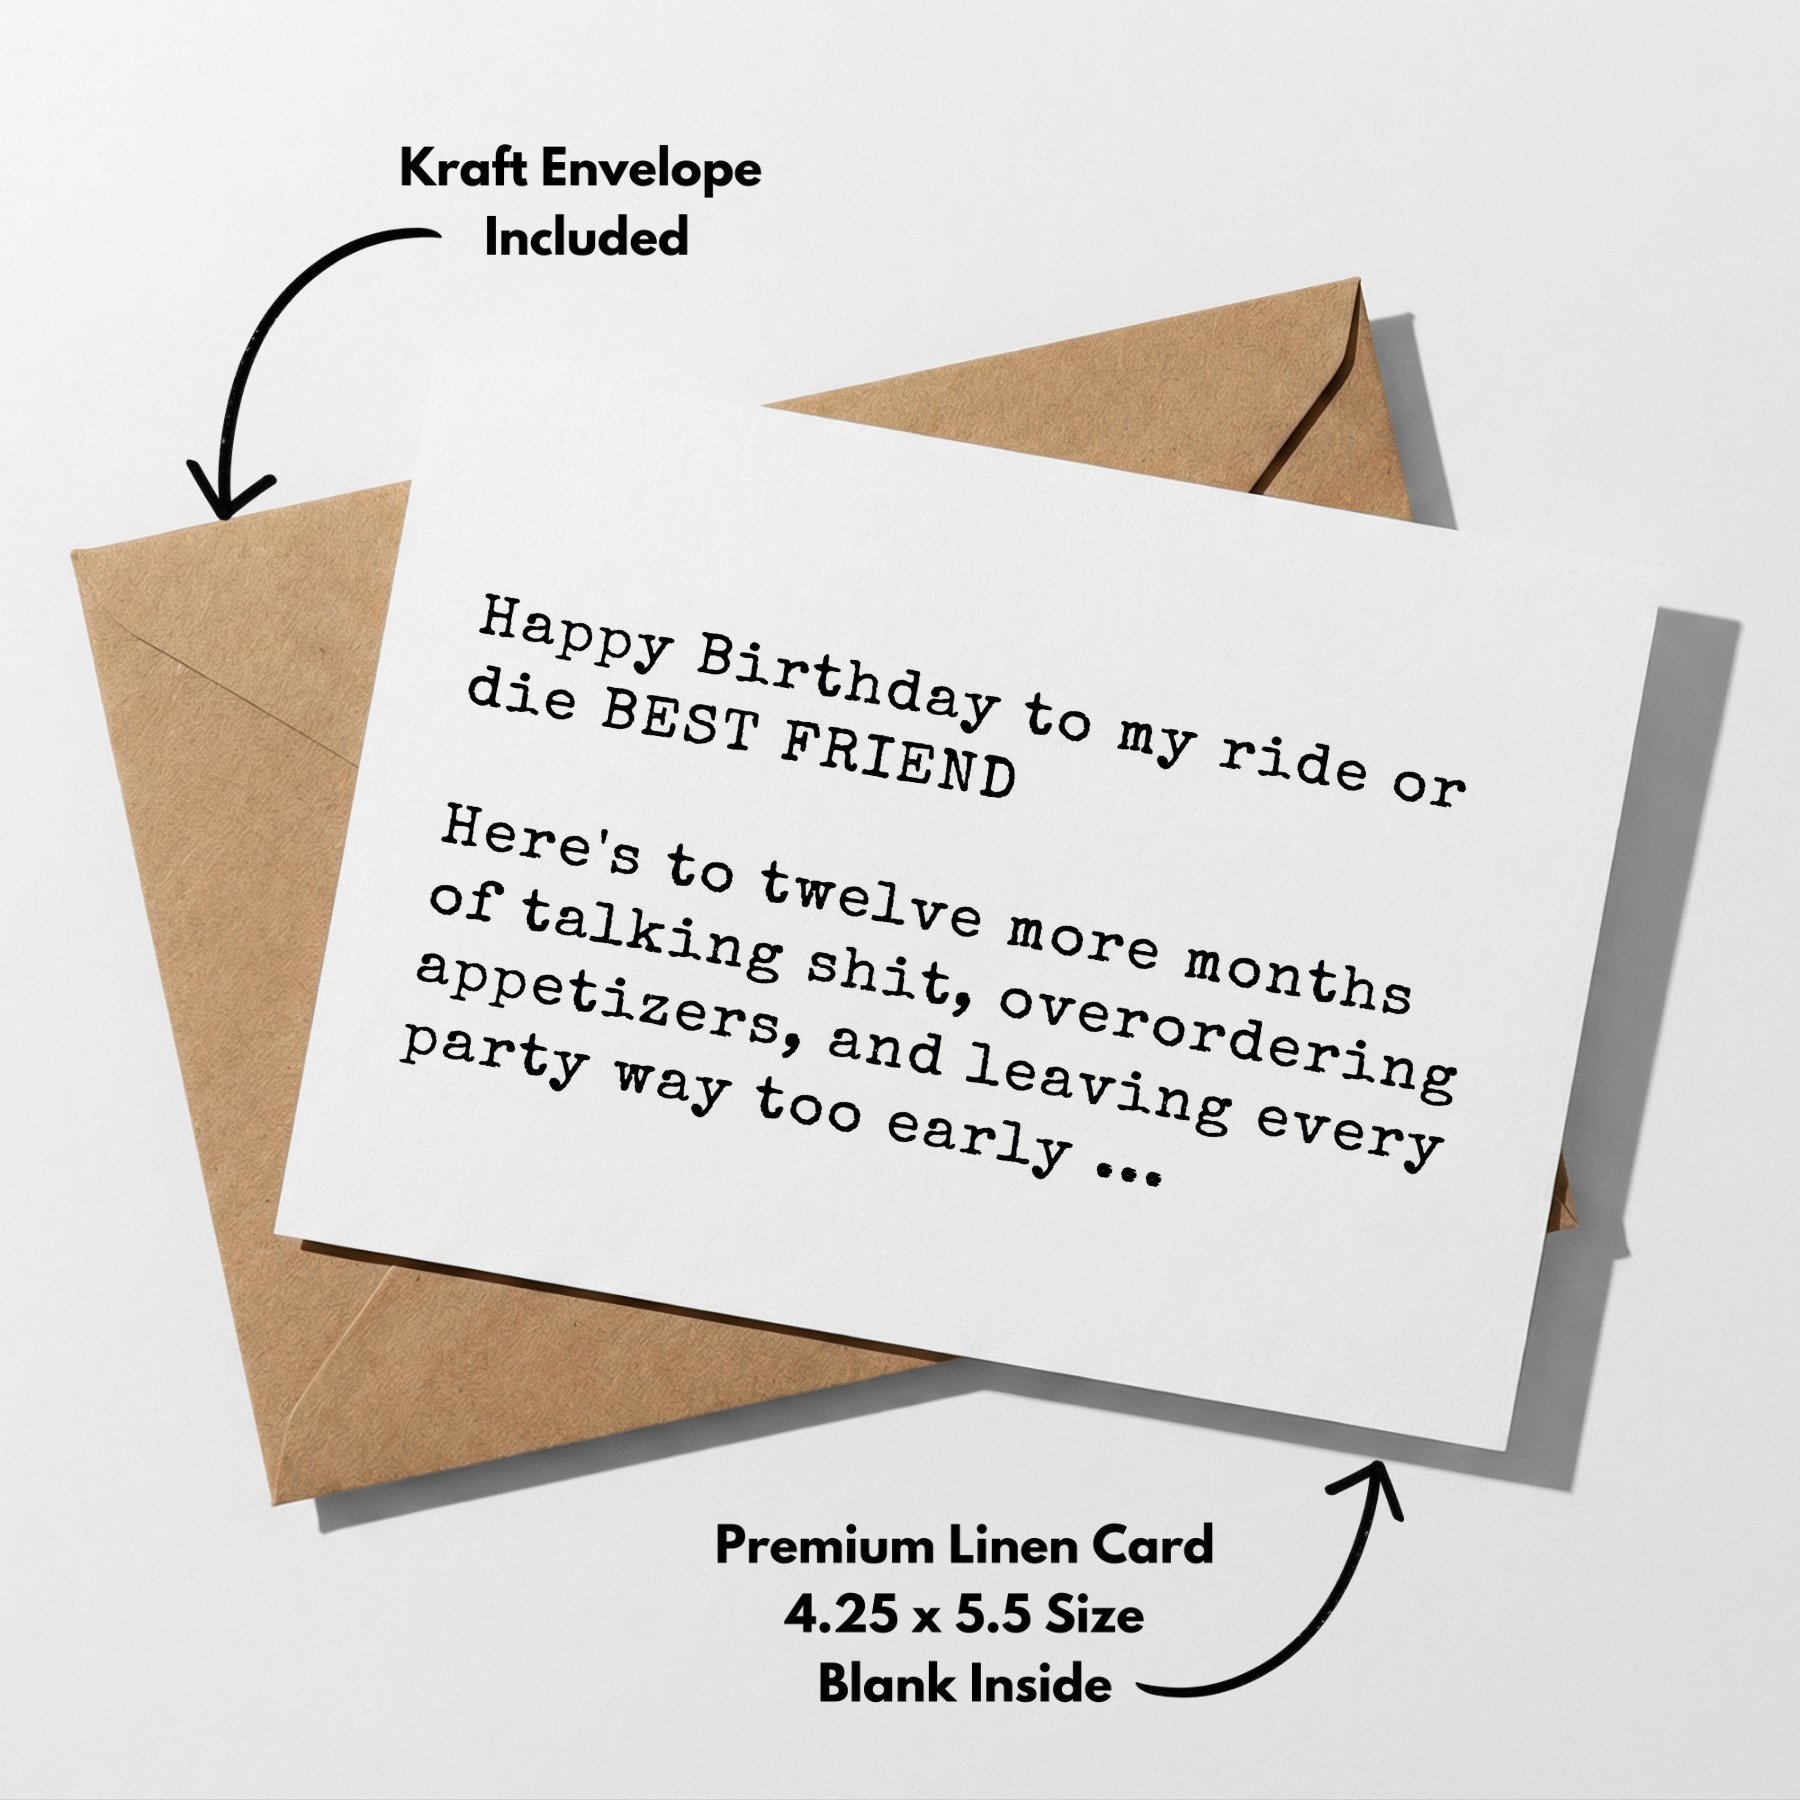 Kraft Envelope
Included
Happy Birthday to my ride or
die BEST FRIEND
Here's to twelve more months
of talking shit, overordering
appetizers, and leaving every
party way too early ...
Premium Linen Card
4.25 x 5.5 Size
Blank Inside